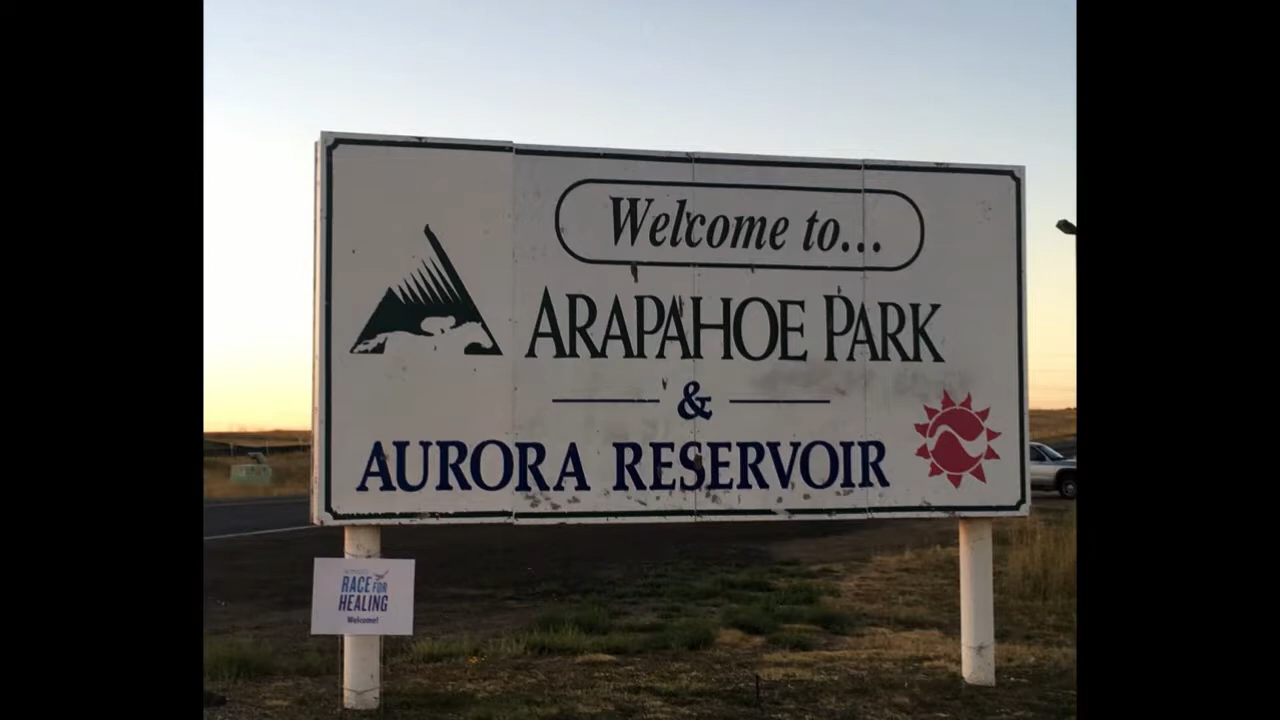 Welcome to...
ARAPAHOE PARK
&
AURORA RESERVOIR
RACE FOR
HEALING
Welcome!